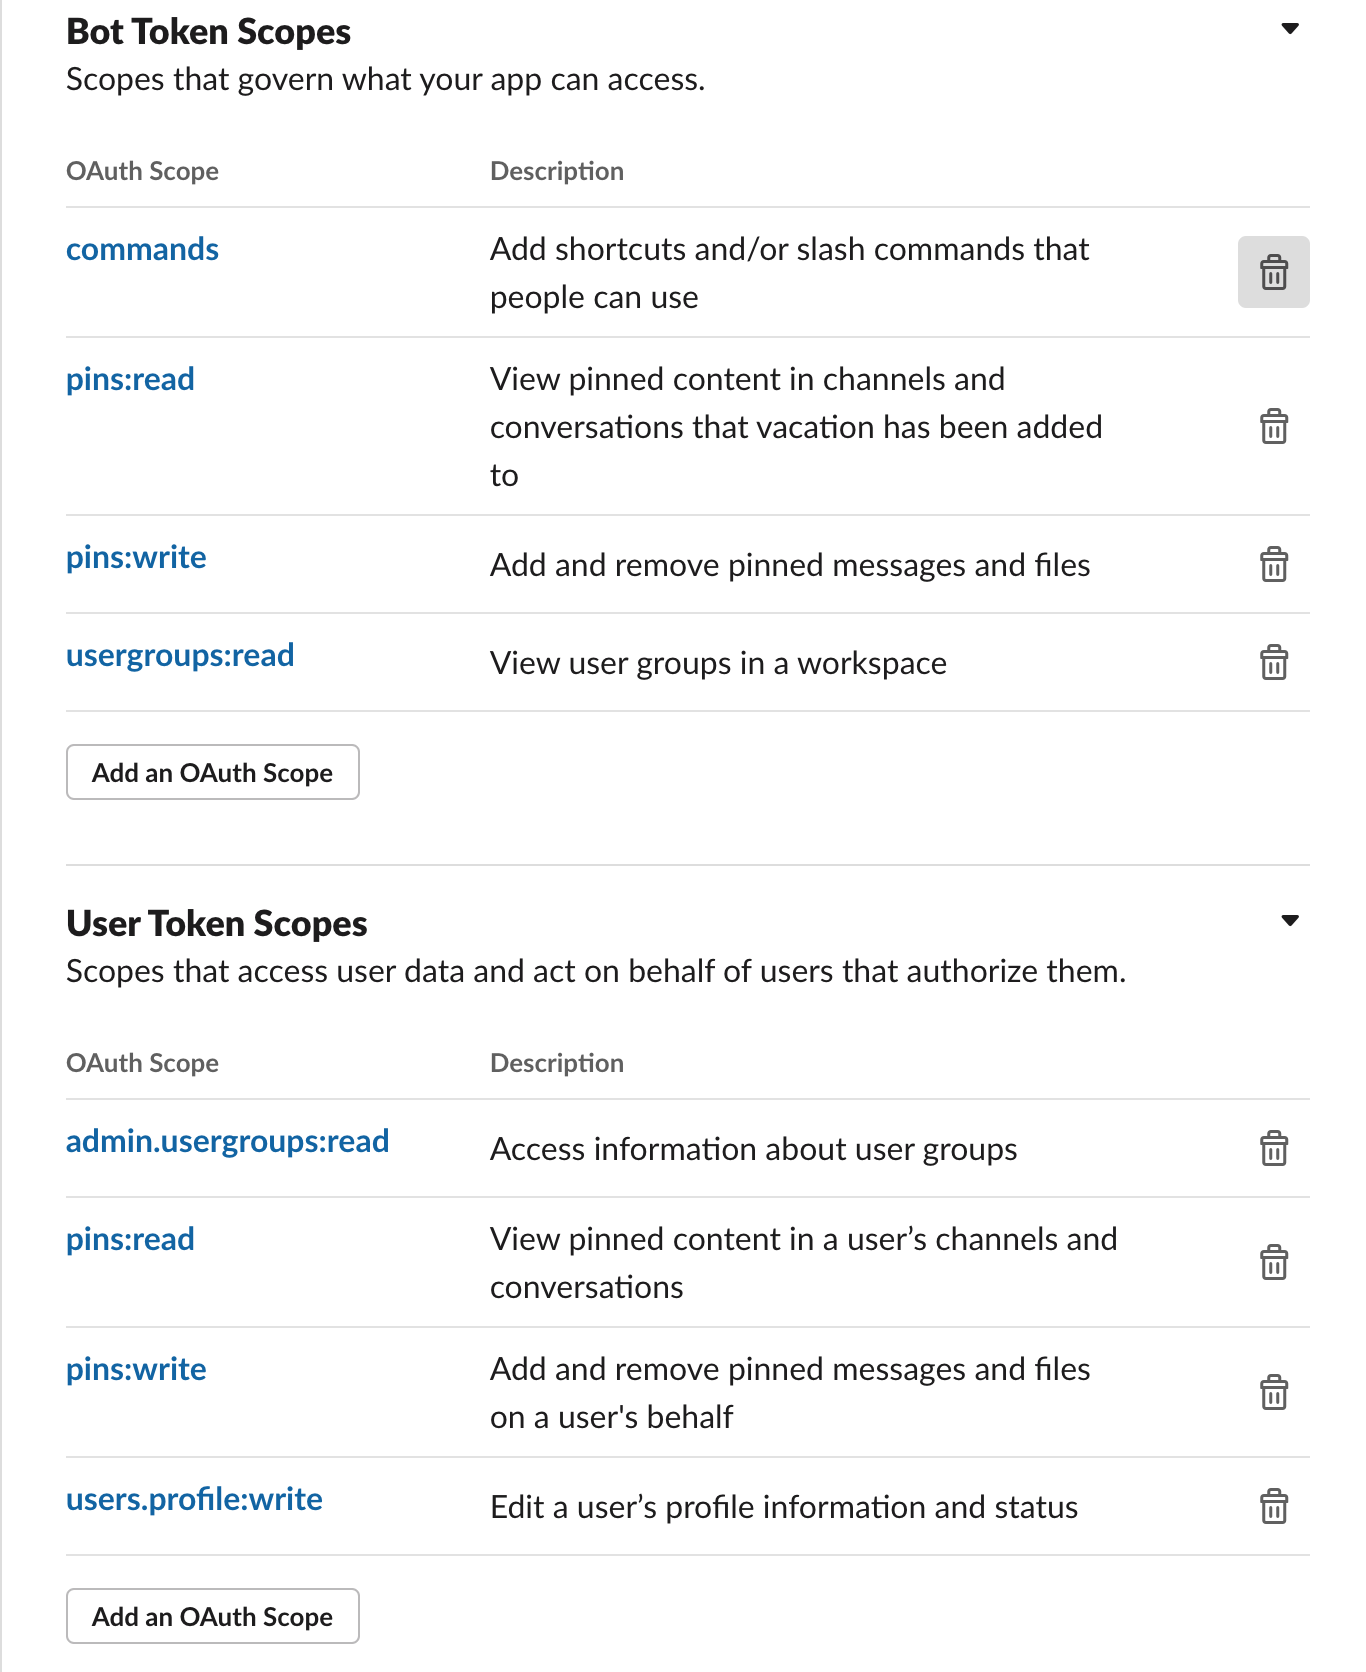 Bot Token Scopes
Scopes that govern what your app can access.
OAuth Scope Description
commands Add shortcuts and/or slash commands that
people can use
pins:read View pinned content in channels and
conversations that vacation has been added
to
pins:write Add and remove pinned messages and files
usergroups:read View user groups in a workspace
Add an OAuth Scope
User Token Scopes
Scopes that access user data and act on behalf of users that authorize them.
OAuth Scope Description
admin.usergroups:read Access information about user groups
pins:read View pinned content in a user’s channels and
conversations
pins:write Add and remove pinned messages and files
on a user's behalf
users.profile:write Edit a user’s profile information and status
Add an OAuth Scope